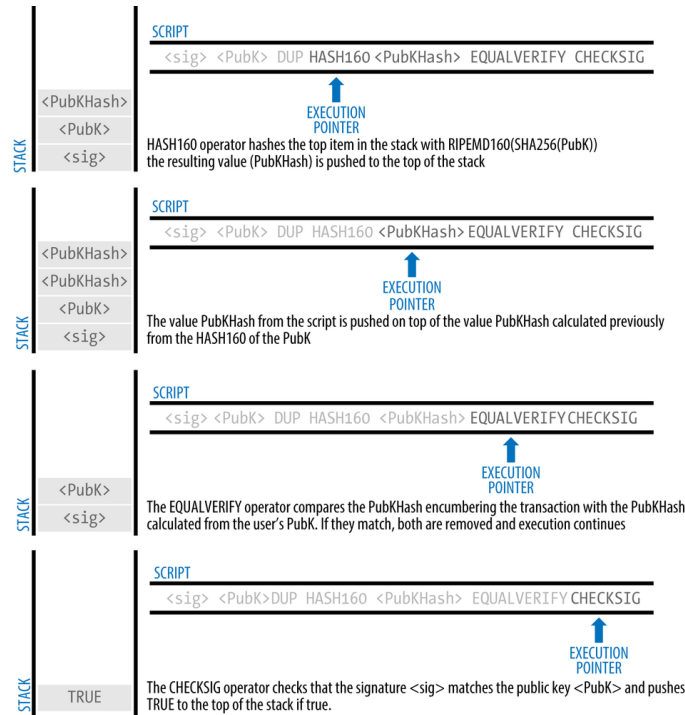 SCRIPT
<sig> <PubK> DUP HASH160 <PubKHash> EQUALVERIFY CHECKSIG
<PubKHash>
<PubK>
<sig>
STACK
EXECUTION
POINTER
HASH160 operator hashes the top item in the stack with RIPEMD160(SHA256(PubK))
the resulting value (PubKHash) is pushed to the top of the stack
SCRIPT
<sig> <PubK> DUP HASH160 <PubKHash> EQUALVERIFY CHECKSIG
<PubKHash>
<PubKHash>
<PubK>
<sig>
STACK
EXECUTION
POINTER
The value PubKHash from the script is pushed on top of the value PubKHash calculated previously
from the HASH160 of the PubK
SCRIPT
<sig> <PubK> DUP HASH160 <PubKHash> EQUALVERIFY CHECKSIG
<PubK>
<sig>
STACK
EXECUTION
POINTER
The EQUALVERIFY operator compares the PubKHash encumbering the transaction with the PubKHash
calculated from the user’s PubK. If they match, both are removed and execution continues
SCRIPT
<sig> <PubK>DUP HASH160 <PubKHash> EQUALVERIFY CHECKSIG
TRUE
STACK
EXECUTION
POINTER
The CHECKSIG operator checks that the signature <sig> matches the public key <PubK> and pushes
TRUE to the top of the stack if true.